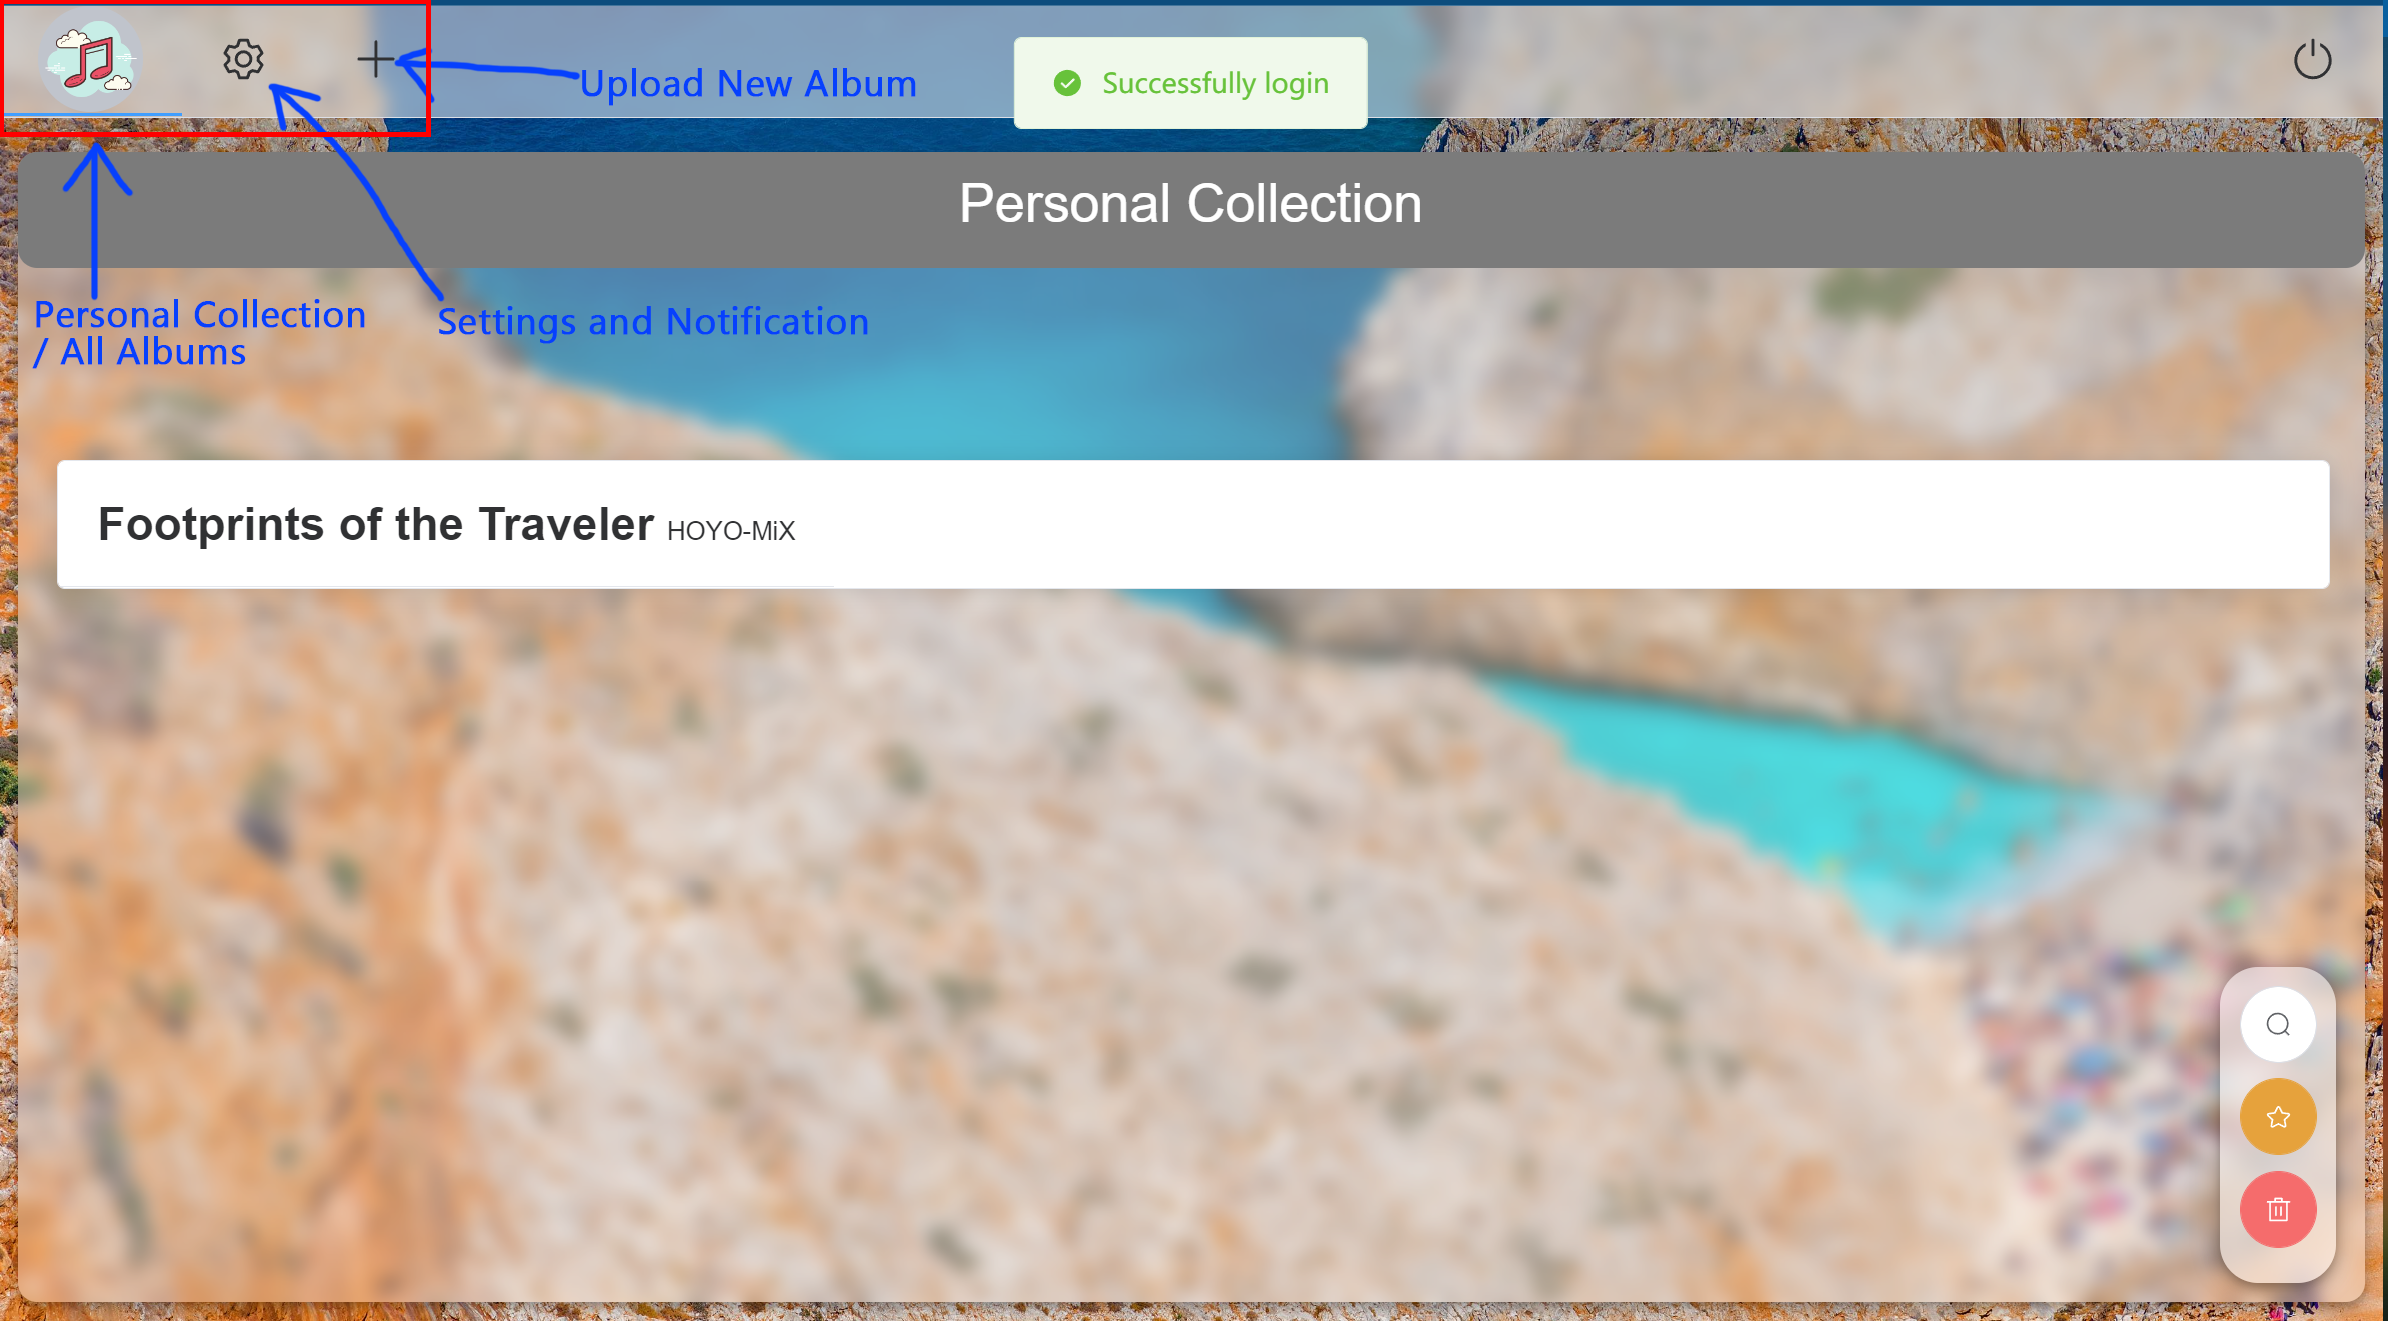 Upload New Album
Successfully login
Personal Collection
Personal Collection
/ All Albums
Settings and Notification
Footprints of the Traveler HOYO-MiX